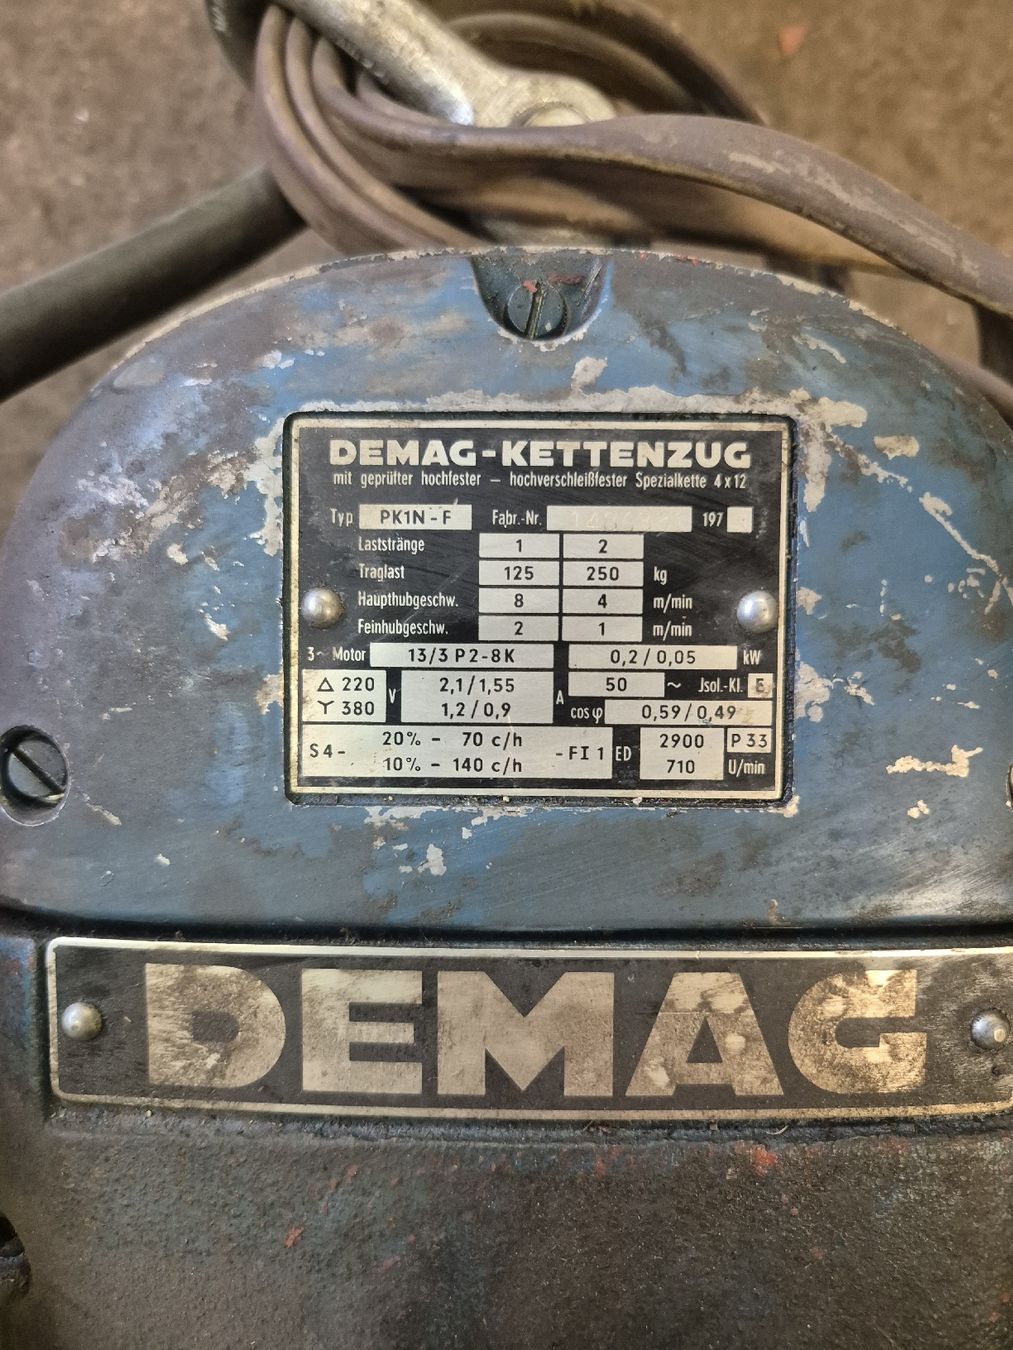 DEMAG-KETTENZUG
mit geprüfter hochfester – hochverschleißfester Spezialkette 4x12
Typ PK1N-F Fabr.-Nr. 197
Laststränge 1 2
Traglast 125 250 kg
Haupthubgeschw. 8 4 m/min
Feinhubgeschw. 2 1 m/min
3~ Motor 13/3 P2-8K 0,2/0,05 kW
△ 220 V 2,1/1,55 A 50 ~ Jsol.-Kl. E
Y 380 1,2/0,9 cos φ 0,59/0,49
S4- 20% - 70 c/h -FI 1 ED 2900 P33
10% - 140 c/h 710 U/min
DEMAG